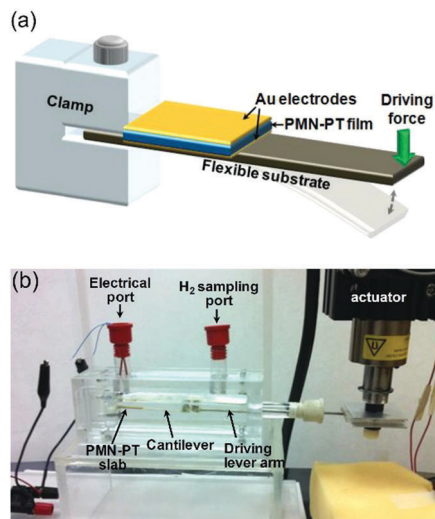 (a)
Clamp
Au electrodes
PMN-PT film
Driving
force
Flexible substrate
(b)
Electrical
port
H2 sampling
port
actuator
PMN-PT
slab
Cantilever
Driving
lever arm